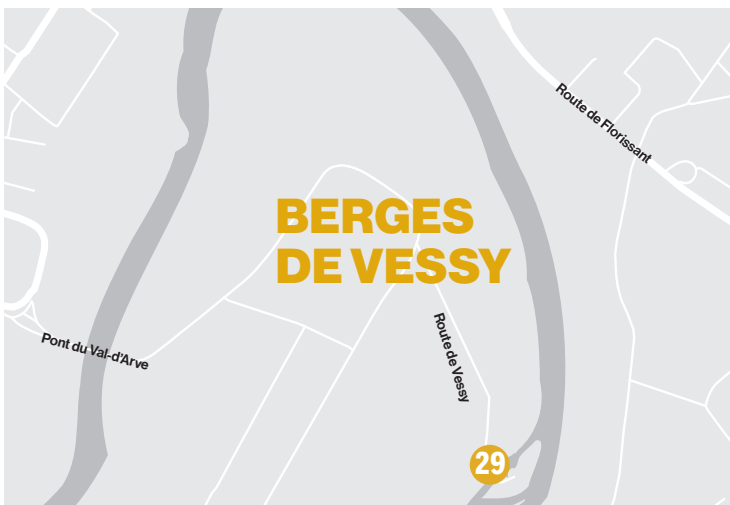 Route de Florissant
BERGES
DE VESSY
Pont du Val-d'Arve
Route de Vessy
29